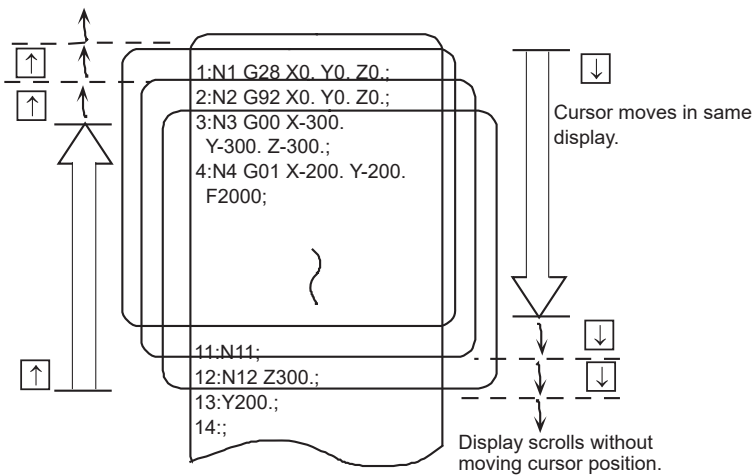 ↑
↑
1:N1 G28 X0. Y0. Z0.;
2:N2 G92 X0. Y0. Z0.;
3:N3 G00 X-300.
Y-300. Z-300.;
4:N4 G01 X-200. Y-200.
F2000;
11:N11;
12:N12 Z300.;
13:Y200.;
14:;
↑
↓
Cursor moves in same
display.
↓
↓
Display scrolls without
moving cursor position.